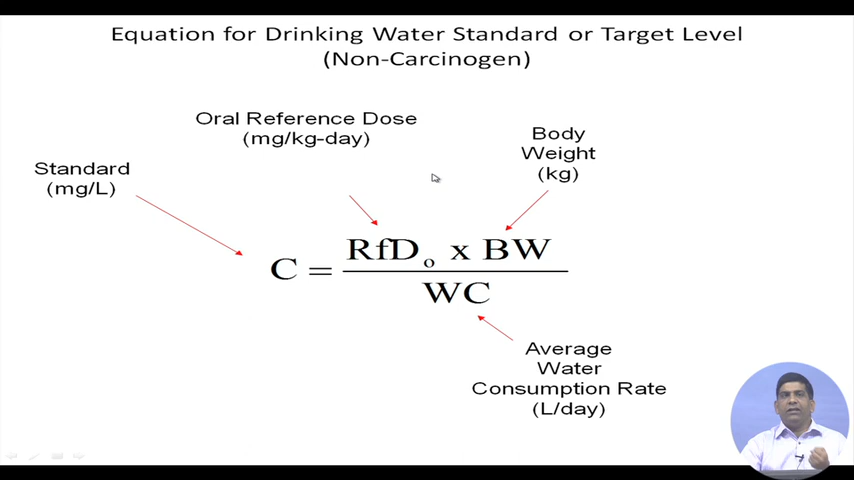 Equation for Drinking Water Standard or Target Level
(Non-Carcinogen)
Oral Reference Dose
(mg/kg-day)
Body
Weight
(kg)
Standard
(mg/L)
C = RfDₒ x BW
WC
Average
Water
Consumption Rate
(L/day)